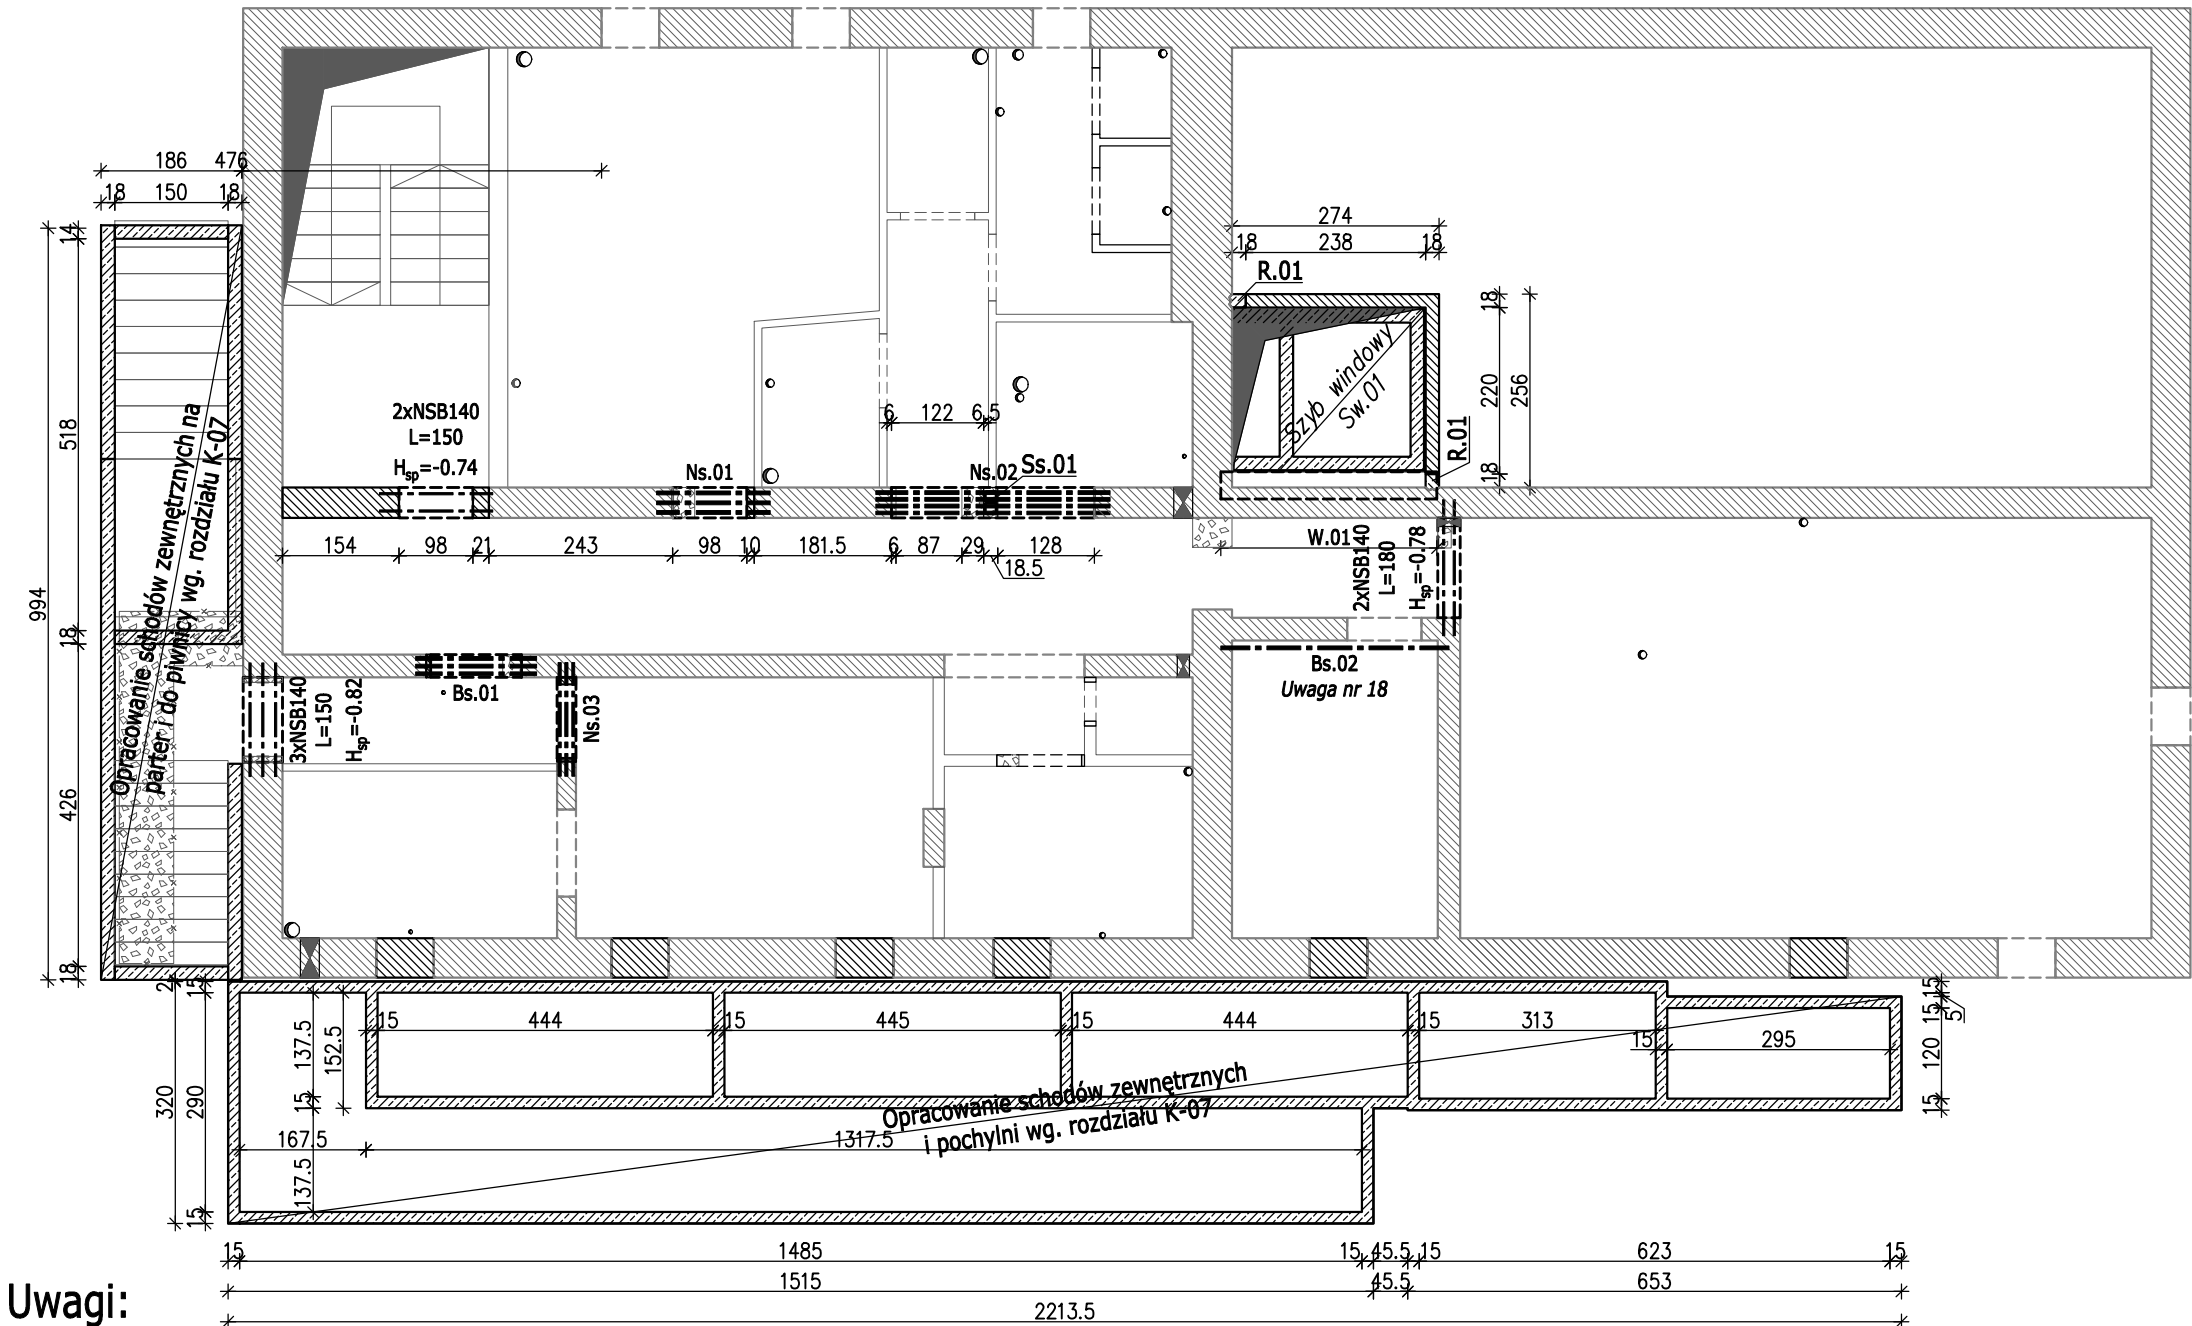 186 476
18 150 18
274
18 238 18
R.01
14
518
994
18
426
18
Opracowanie schodów zewnętrznych na
parter i do piwnicy wg. rozdziału K-07
2xNSB140
L=150
Hsp=-0.74
Ns.01
6 122 6.5
Ns.02
Ss.01
Szyb windowy
Sw.01
R.01
18
220
18
256
154 98 21 243 98 10 181.5 6 87 29 128
18.5
W.01
2xNSB140
L=180
Hsp=-0.78
3xNSB140
L=150
Hsp=-0.82
Bs.01
Ns.03
Bs.02
Uwaga nr 18
2
15
320
290
15
137.5
152.5
15
137.5
15 444 15 445 15 444 15 313
15 295
15
15
5
120
15
Opracowanie schodów zewnętrznych
i pochylni wg. rozdziału K-07
167.5 1317.5
15 1485 15 45.5 15 623 15
1515 45.5 653
2213.5
Uwagi: